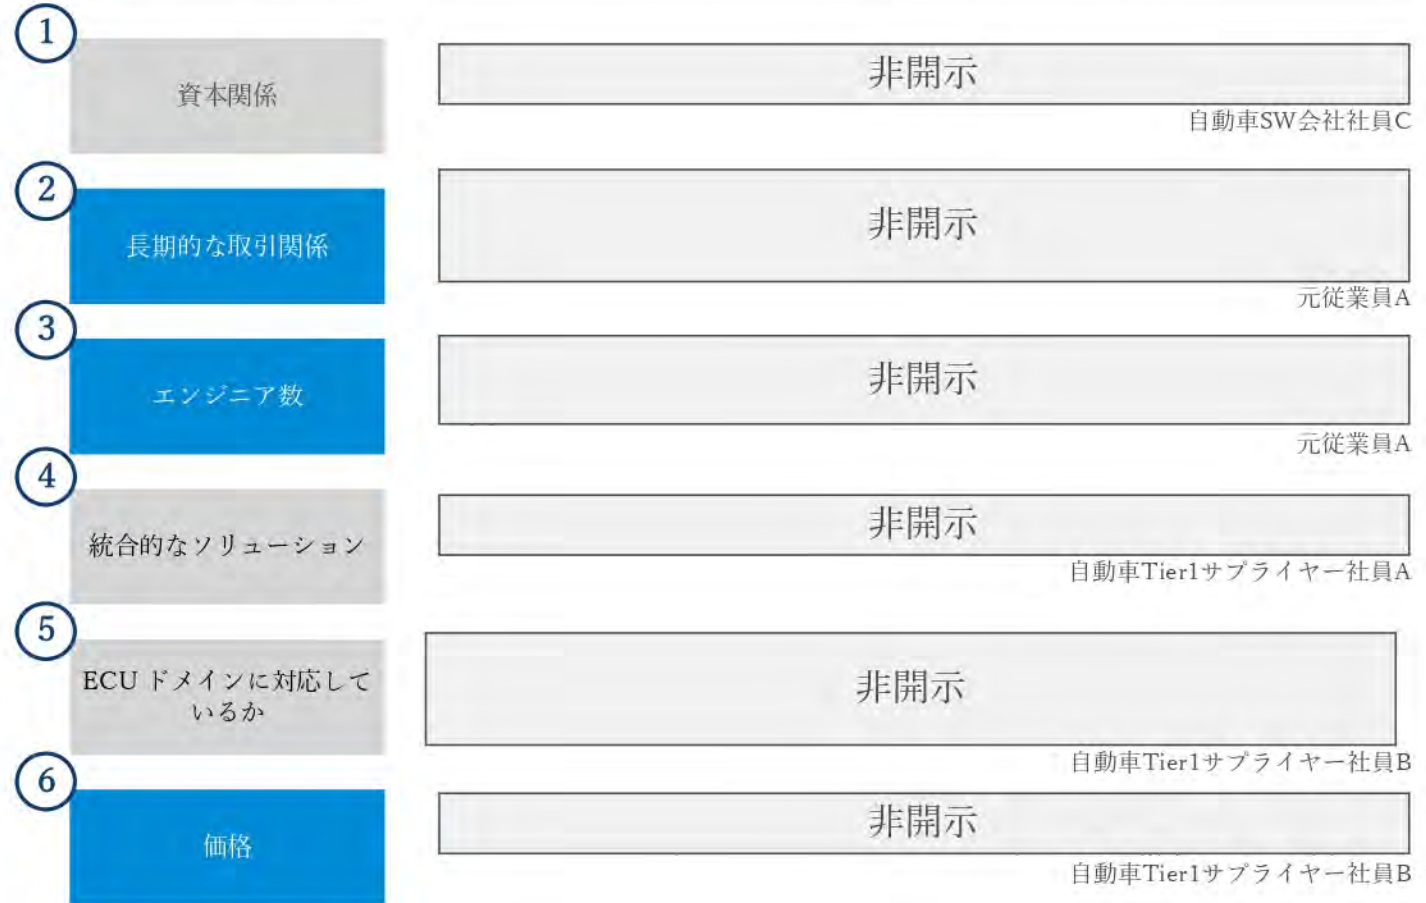 1
資本関係
非開示
自動車SW会社社員C
2
長期的な取引関係
非開示
元従業員A
3
エンジニア数
非開示
元従業員A
4
統合的なソリューション
非開示
自動車Tier1サプライヤー社員A
5
ECU ドメインに対応して
いるか
非開示
自動車Tier1サプライヤー社員B
6
価格
非開示
自動車Tier1サプライヤー社員B